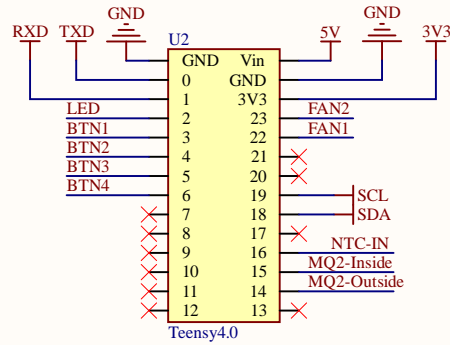 GND
GND
RXD TXD 5V 3V3
U2
GND Vin
0 GND
1 3V3
LED 2 23 FAN2
BTN1 3 22 FAN1
BTN2 4 21
BTN3 5 20
BTN4 6 19 SCL
7 18 SDA
8 17
9 16 NTC-IN
10 15 MQ2-Inside
11 14 MQ2-Outside
12 13
Teensy4.0